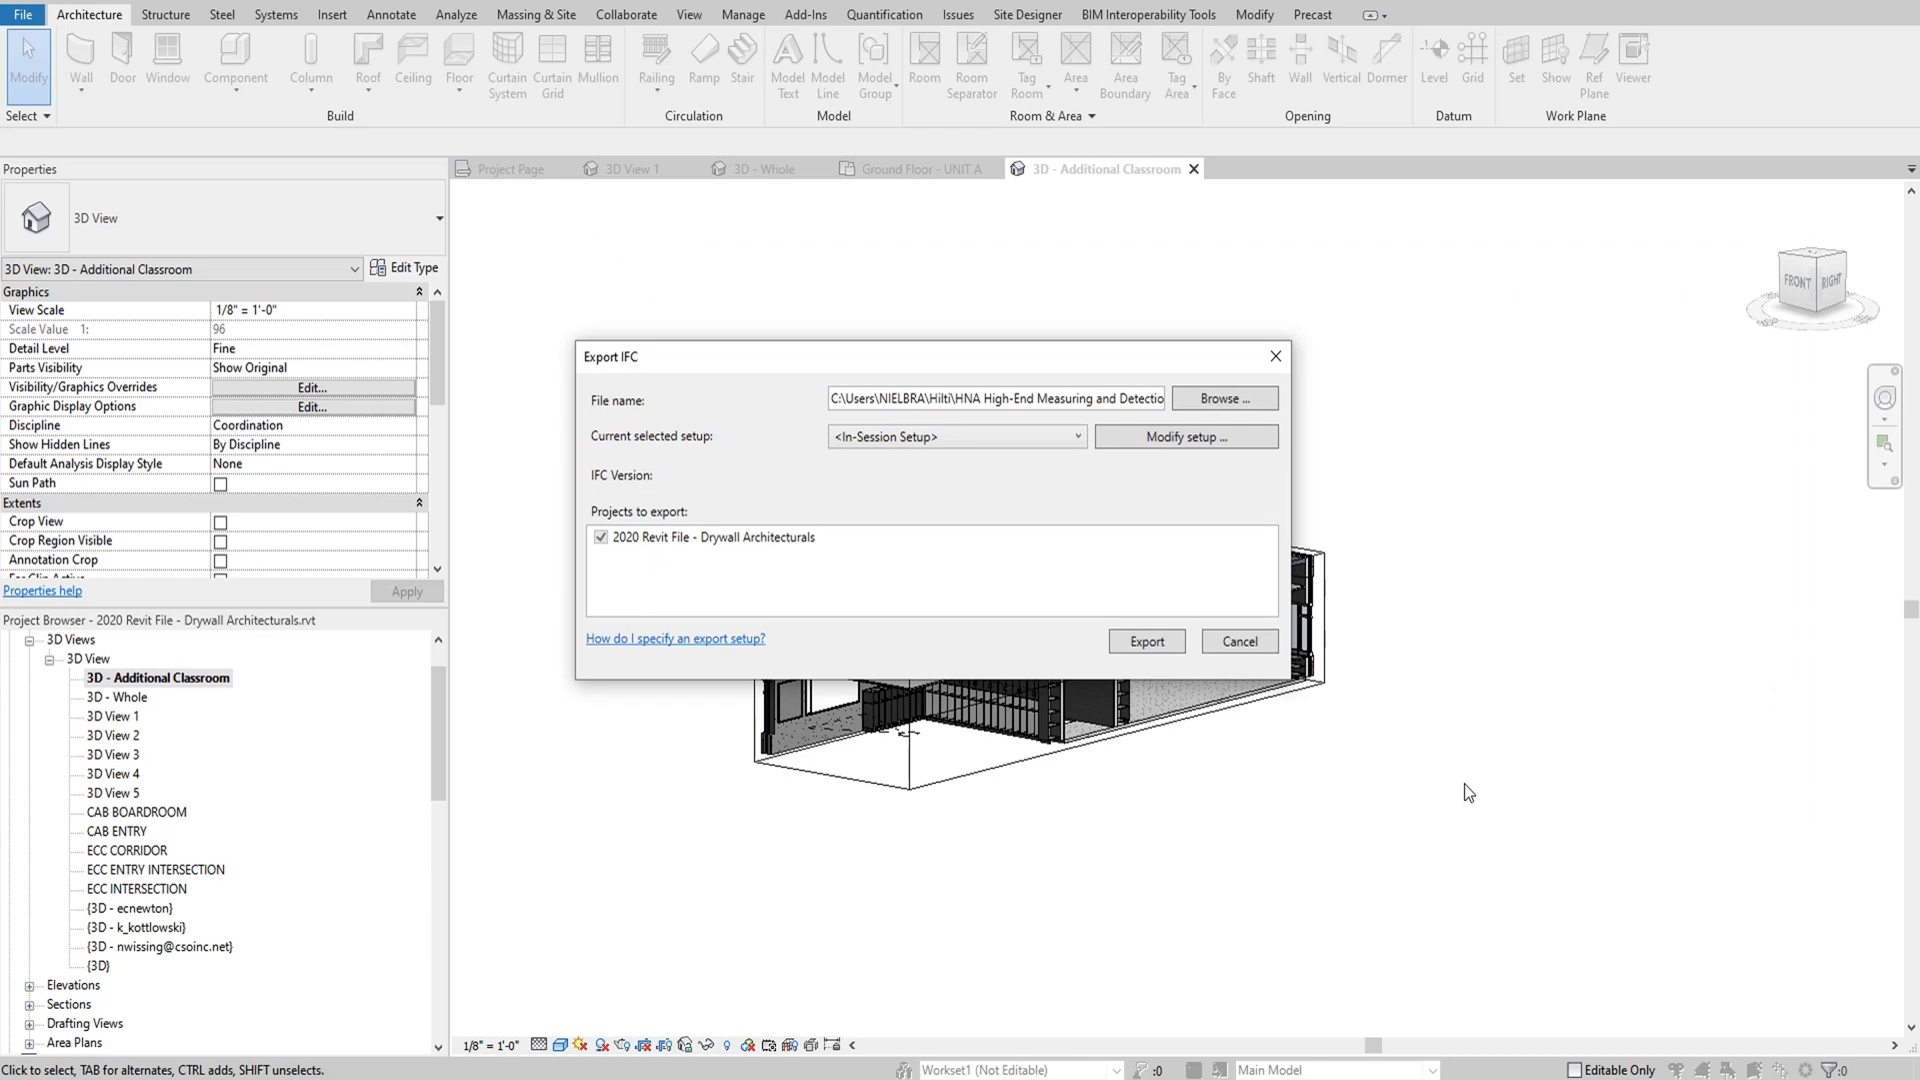 File Architecture Structure Steel Systems Insert Annotate Analyze Massing & Site Collaborate View Manage Add-Ins Quantification Issues Site Designer BIM Interoperability Tools Modify Precast
Modify Wall Door Window Component Column Roof Ceiling Floor Curtain System Curtain Grid Mullion Railing Ramp Stair Model Text Model Line Model Group Room Room Separator Tag Room Area Area Boundary Tag Area By Face Shaft Wall Vertical Dormer Level Grid Set Show Ref Plane Viewer
Select Build Circulation Model Room & Area Opening Datum Work Plane
Properties
Project Page 3D View 1 3D - Whole Ground Floor - UNIT A 3D - Additional Classroom
3D View
3D View: 3D - Additional Classroom Edit Type
Graphics
View Scale 1/8" = 1'-0"
Scale Value 1: 96
Detail Level Fine
Parts Visibility Show Original
Visibility/Graphics Overrides Edit...
Graphic Display Options Edit...
Discipline Coordination
Show Hidden Lines By Discipline
Default Analysis Display Style None
Sun Path
Extents
Crop View
Crop Region Visible
Annotation Crop
Properties help Apply
FRONT RIGHT
Export IFC
File name: C:\Users\NIELBRA\Hilti\HNA High-End Measuring and Detectio Browse ...
Current selected setup: <In-Session Setup> Modify setup ...
IFC Version:
Projects to export:
2020 Revit File - Drywall Architecturals
How do I specify an export setup? Export Cancel
Project Browser - 2020 Revit File - Drywall Architecturals.rvt
3D Views
3D View
3D - Additional Classroom
3D - Whole
3D View 1
3D View 2
3D View 3
3D View 4
3D View 5
CAB BOARDROOM
CAB ENTRY
ECC CORRIDOR
ECC ENTRY INTERSECTION
ECC INTERSECTION
{3D - ecnewton}
{3D - k_kottlowski}
{3D - nwissing@csoinc.net}
{3D}
Elevations
Sections
Drafting Views
Area Plans
1/8" = 1'-0"
Click to select, TAB for alternates, CTRL adds, SHIFT unselects. Workset1 (Not Editable) :0 Main Model Editable Only :0